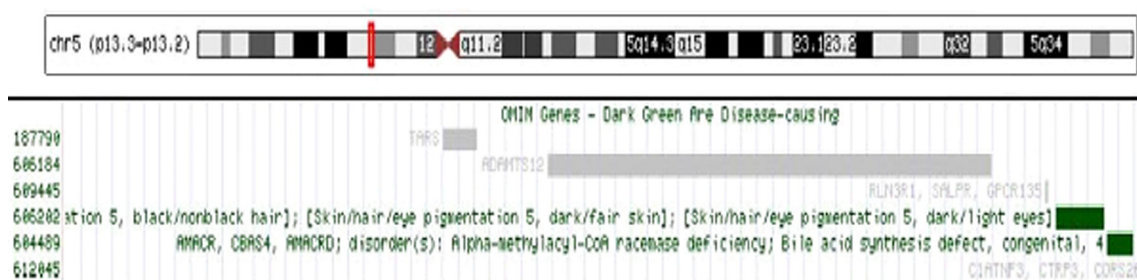 chr5 (p13.3-p13.2) 12 q11.2 5q14.3 q15 23.1 23.2 q32 5q34
OMIM Genes - Dark Green Are Disease-causing
187790 TARS
606184 ADAMTS12
609445 RLN3R1, SALPR, GPCR135
606202 ation 5, black/nonblack hair]; [Skin/hair/eye pigmentation 5, dark/fair skin]; [Skin/hair/eye pigmentation 5, dark/light eyes]
604489 AMACR, CBAS4, AMACRD; disorder(s): Alpha-methylacyl-CoA racemase deficiency; Bile acid synthesis defect, congenital, 4
612045 C1ATNF3, CTRP3,